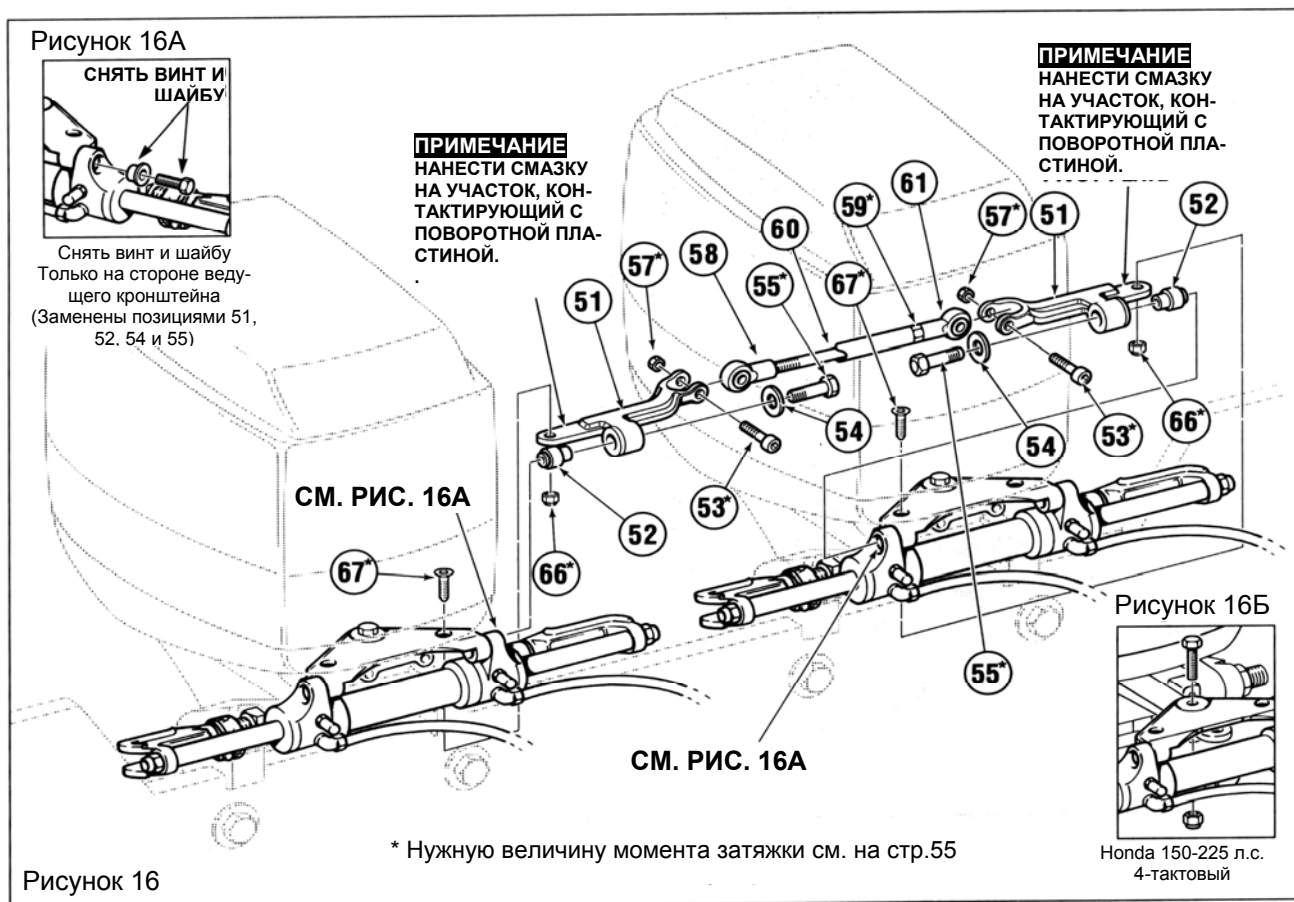 Рисунок 16А
СНЯТЬ ВИНТ И
ШАЙБУ
Снять винт и шайбу
Только на стороне веду-
щего кронштейна
(Заменены позициями 51,
52, 54 и 55)
ПРИМЕЧАНИЕ
НАНЕСТИ СМАЗКУ
НА УЧАСТОК, КОН-
ТАКТИРУЮЩИЙ С
ПОВОРОТНОЙ ПЛА-
СТИНОЙ.
.
ПРИМЕЧАНИЕ
НАНЕСТИ СМАЗКУ
НА УЧАСТОК, КОН-
ТАКТИРУЮЩИЙ С
ПОВОРОТНОЙ ПЛА-
СТИНОЙ.
57*
51
58
55*
60
67*
59*
61
57*
51
52
54
53*
52
66*
67*
54
53*
66*
55*
СМ. РИС. 16А
СМ. РИС. 16А
Рисунок 16Б
Honda 150-225 л.с.
4-тактовый
* Нужную величину момента затяжки см. на стр.55
Рисунок 16